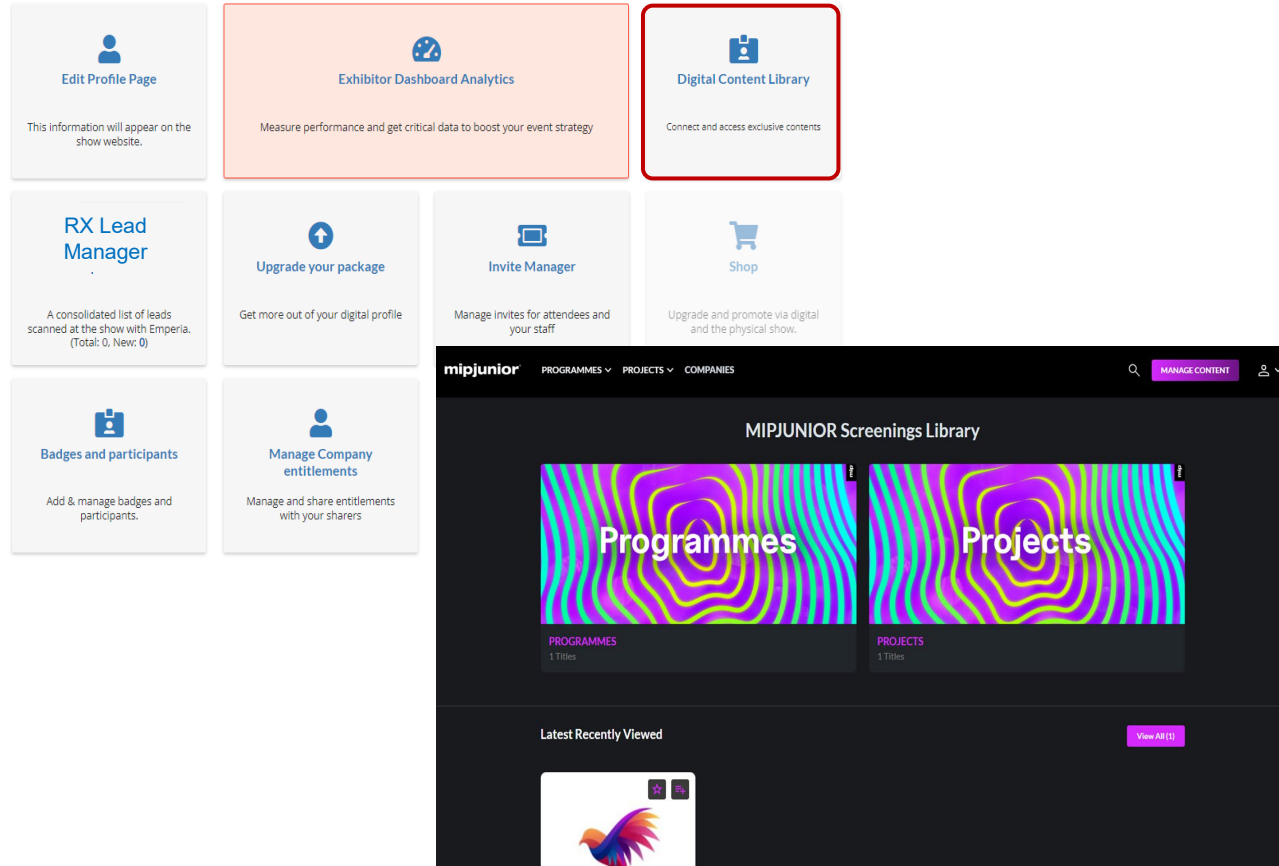 Edit Profile Page
This information will appear on the
show website.
Exhibitor Dashboard Analytics
Measure performance and get critical data to boost your event strategy
Digital Content Library
Connect and access exclusive contents
RX Lead
Manager
A consolidated list of leads
scanned at the show with Emperia.
(Total: 0, New: 0)
Upgrade your package
Get more out of your digital profile
Invite Manager
Manage invites for attendees and
your staff
Shop
Upgrade and promote via digital
and the physical show.
Badges and participants
Add & manage badges and
participants.
Manage Company
entitlements
Manage and share entitlements
with your sharers
mipjunior PROGRAMMES PROJECTS COMPANIES MANAGE CONTENT
MIPJUNIOR Screenings Library
mip
Programmes
PROGRAMMES
1 Titles
mip
Projects
PROJECTS
1 Titles
Latest Recently Viewed
View All (1)